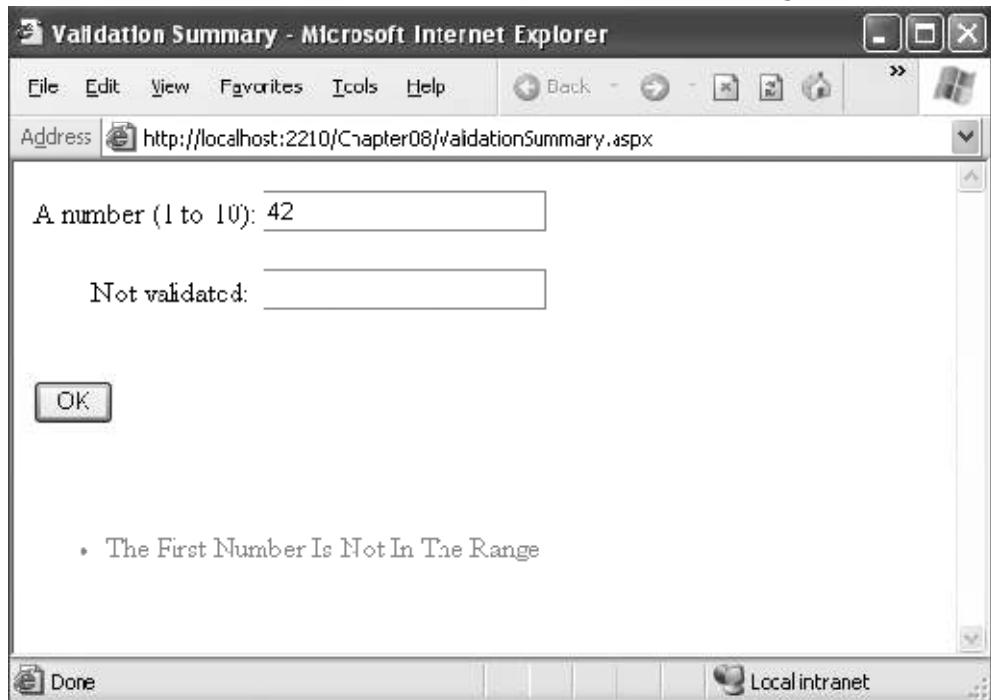 Validation Summary - Microsoft Internet Explorer
File Edit View Favorites Tools Help Back »
Address http://localhost:2210/Chapter08/ValidationSummary.aspx
A number (1 to 10): 42
Not validated:
OK
• The First Number Is Not In The Range
Done Local intranet